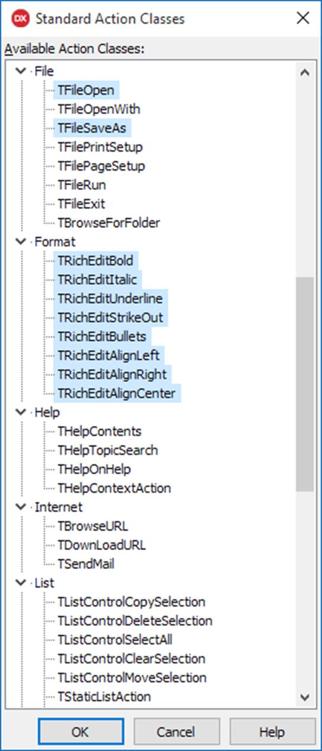 DX Standard Action Classes
Available Action Classes:
File
TFileOpen
TFileOpenWith
TFileSaveAs
TFilePrintSetup
TFilePageSetup
TFileRun
TFileExit
TBrowseForFolder
Format
TRichEditBold
TRichEditItalic
TRichEditUnderline
TRichEditStrikeOut
TRichEditBullets
TRichEditAlignLeft
TRichEditAlignRight
TRichEditAlignCenter
Help
THelpContents
THelpTopicSearch
THelpOnHelp
THelpContextAction
Internet
TBrowseURL
TDownLoadURL
TSendMail
List
TListControlCopySelection
TListControlDeleteSelection
TListControlSelectAll
TListControlClearSelection
TListControlMoveSelection
TStaticListAction
OK Cancel Help